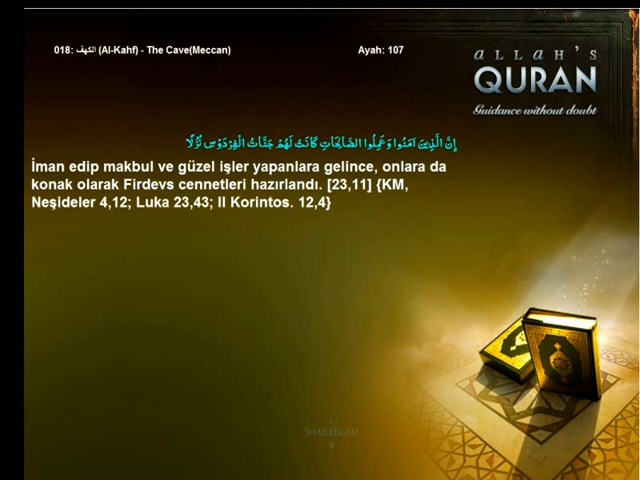 018: الكهف (Al-Kahf) - The Cave(Meccan) Ayah: 107
ALLAH'S
QURAN
Guidance without doubt
إِنَّ الَّذِينَ آمَنُوا وَعَمِلُوا الصَّالِحَاتِ كَانَتْ لَهُمْ جَنَّاتُ الْفِرْدَوْسِ نُزُلًا
İman edip makbul ve güzel işler yapanlara gelince, onlara da
konak olarak Firdevs cennetleri hazırlandı. [23,11] {KM,
Neşideler 4,12; Luka 23,43; II Korintos. 12,4}
SHAREISLAM